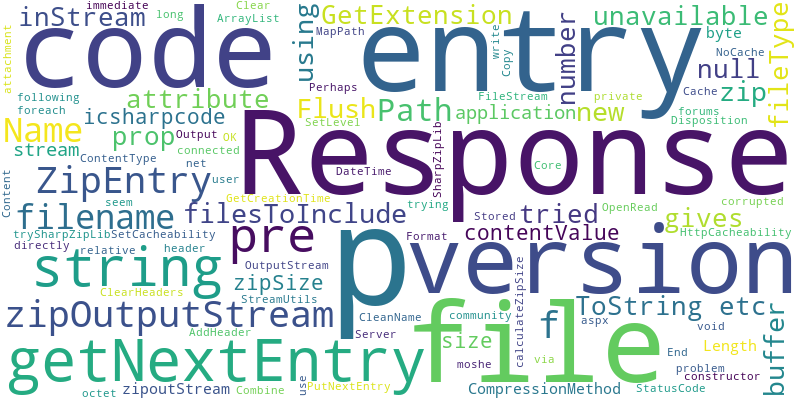 immediate
long
Clear
ArrayList
inStream
code
GetExtension
MapPath
using
entry
write
Copy
number
unavailable
byte
null
NoCache
fileType
attachment
following
foreach
attribute
Perhaps
FileStream
private
Cache
zip
Name
icsharpcode
prop
Output
OK
Flush
SetLevel
Path
application
new
forums
Disposition
stream
ContentType
connected
net
user
ZipEntry
Response
DateTime
SharpZipLib
Core
GetCreationTime
trying
Stored
OpenRead
corrupted
Content
seem
filename
filesToInclude
tried
gives
trySharpZipLibSetCacheability
directly
relative
header
pre
Format
contentValue
HttpCacheability
string
OutputStream
zipSize
StreamUtils
p
version
ClearHeaders
calculateZipSize
zipOutputStream
AddHeader
CleanName
Server
community
file
f
ToString
etc
aspx
void
buffer
getNextEntry
size
moshe
via
End
problem
Length
constructor
octet
zipoutStream
Combine
use
PutNextEntry
CompressionMethod
StatusCode